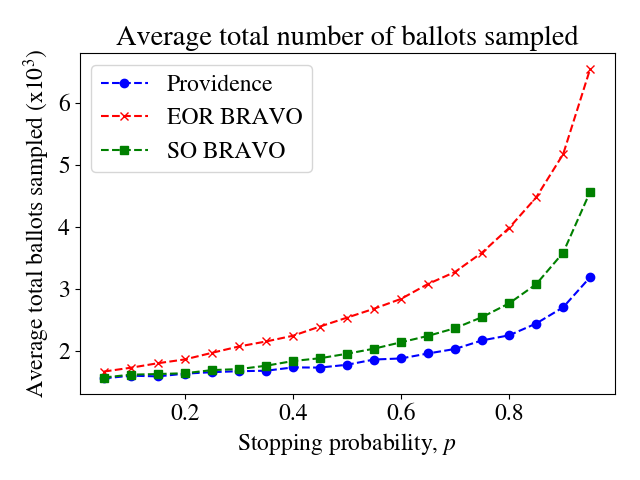 Average total number of ballots sampled
Average total ballots sampled (x10³)
Providence
EOR BRAVO
SO BRAVO
6
5
4
3
2
0.2 0.4 0.6 0.8
Stopping probability, p